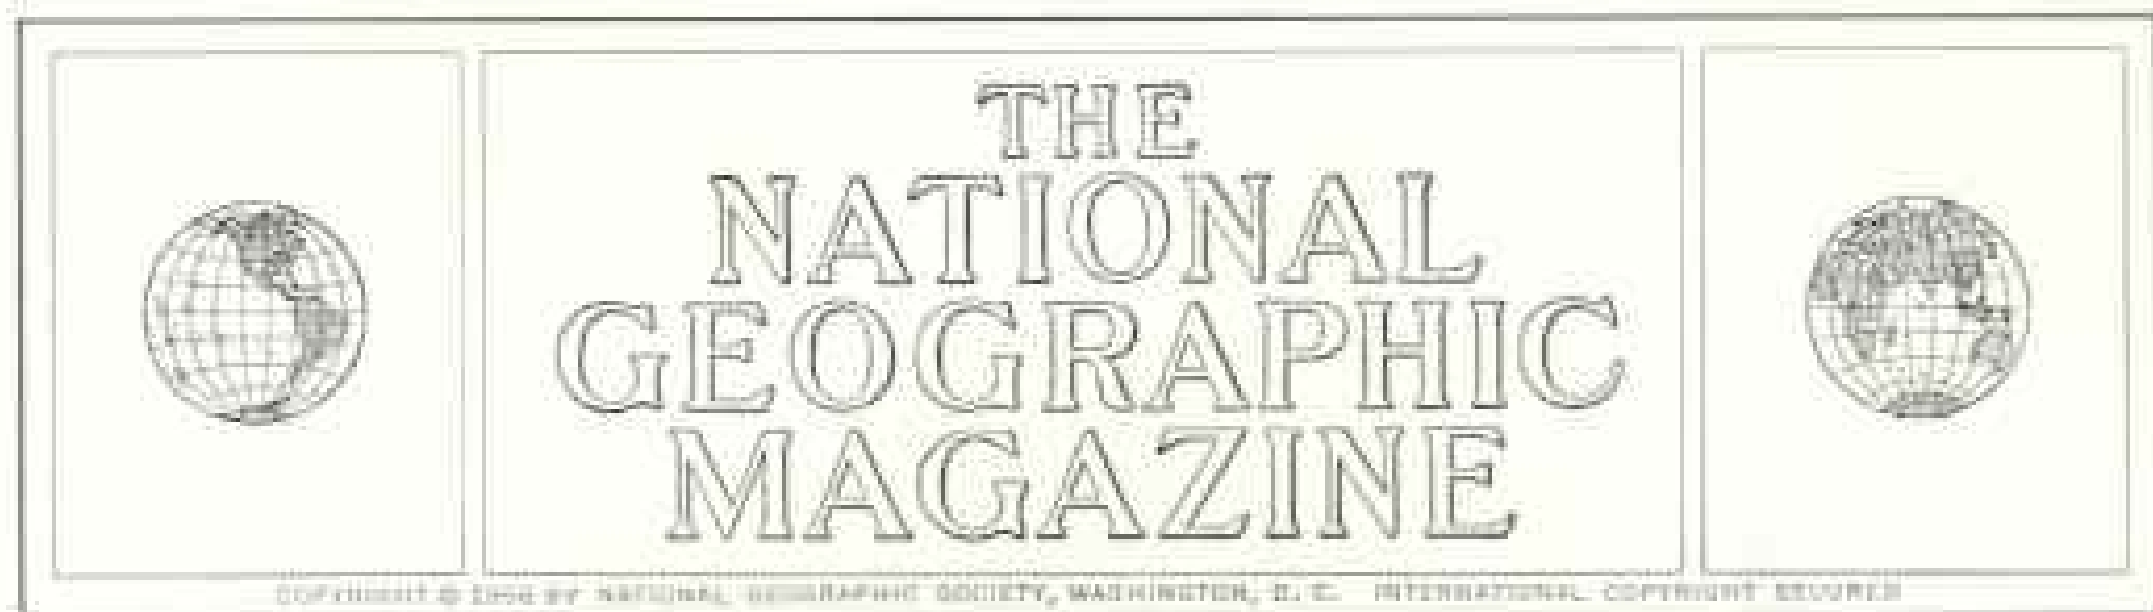 THE
NATIONAL
GEOGRAPHIC
MAGAZINE
COPYRIGHT © BY NATIONAL GEOGRAPHIC SOCIETY, WASHINGTON, D. C. INTERNATIONAL COPYRIGHT SECURED